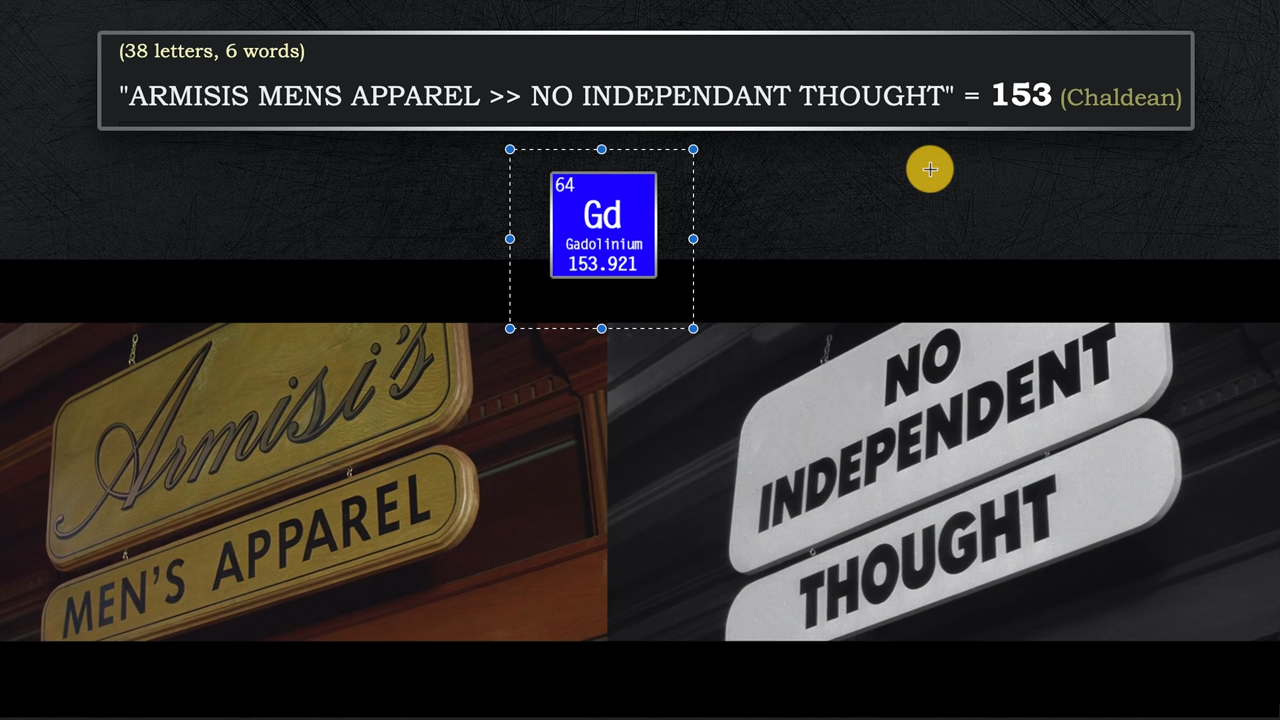 (38 letters, 6 words)
"ARMISIS MENS APPAREL >> NO INDEPENDANT THOUGHT" = 153 (Chaldean)
64
Gd
Gadolinium
153.921
Armisi's
MEN'S APPAREL
NO
INDEPENDENT
THOUGHT